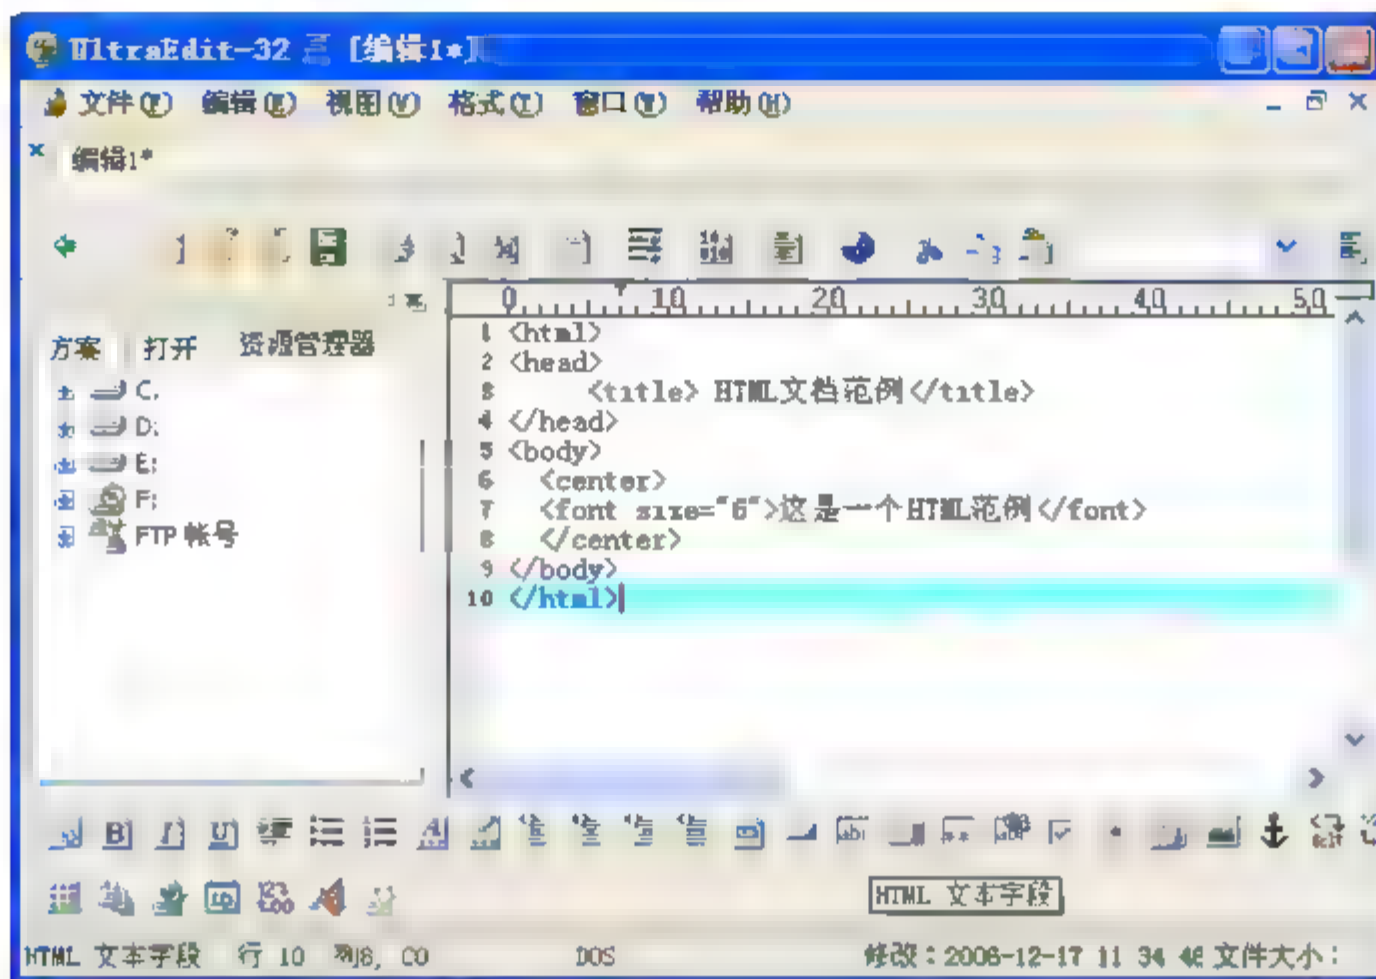 UltraEdit-32 [编辑1*]
文件(F) 编辑(E) 视图(V) 格式(T) 窗口(W) 帮助(H)
编辑1*
方案 打开 资源管理器
C:
D:
E:
F:
FTP 帐号
0 10 20 30 40 50
1 <html>
2 <head>
3 <title> HTML文档范例</title>
4 </head>
5 <body>
6 <center>
7 <font size="6">这是一个HTML范例</font>
8 </center>
9 </body>
10 </html>
HTML 文本字段
HTML 文本字段 行 10 列8, C0 DOS 修改：2006-12-17 11 34 文件大小：